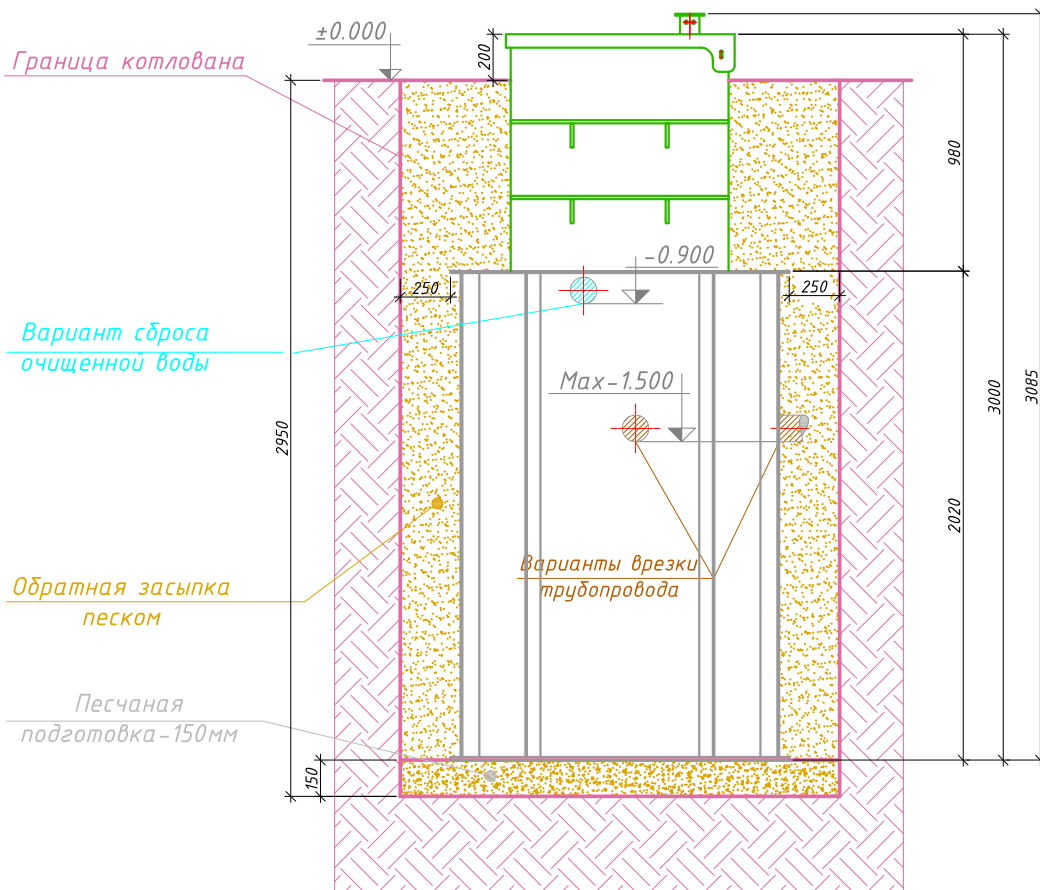 ±0.000
200
Граница котлована
980
-0.900
250
250
Вариант сброса
очищенной воды
Max-1.500
3085
3000
2950
2020
Варианты врезки
трубопровода
Обратная засыпка
песком
Песчаная
подготовка-150мм
150